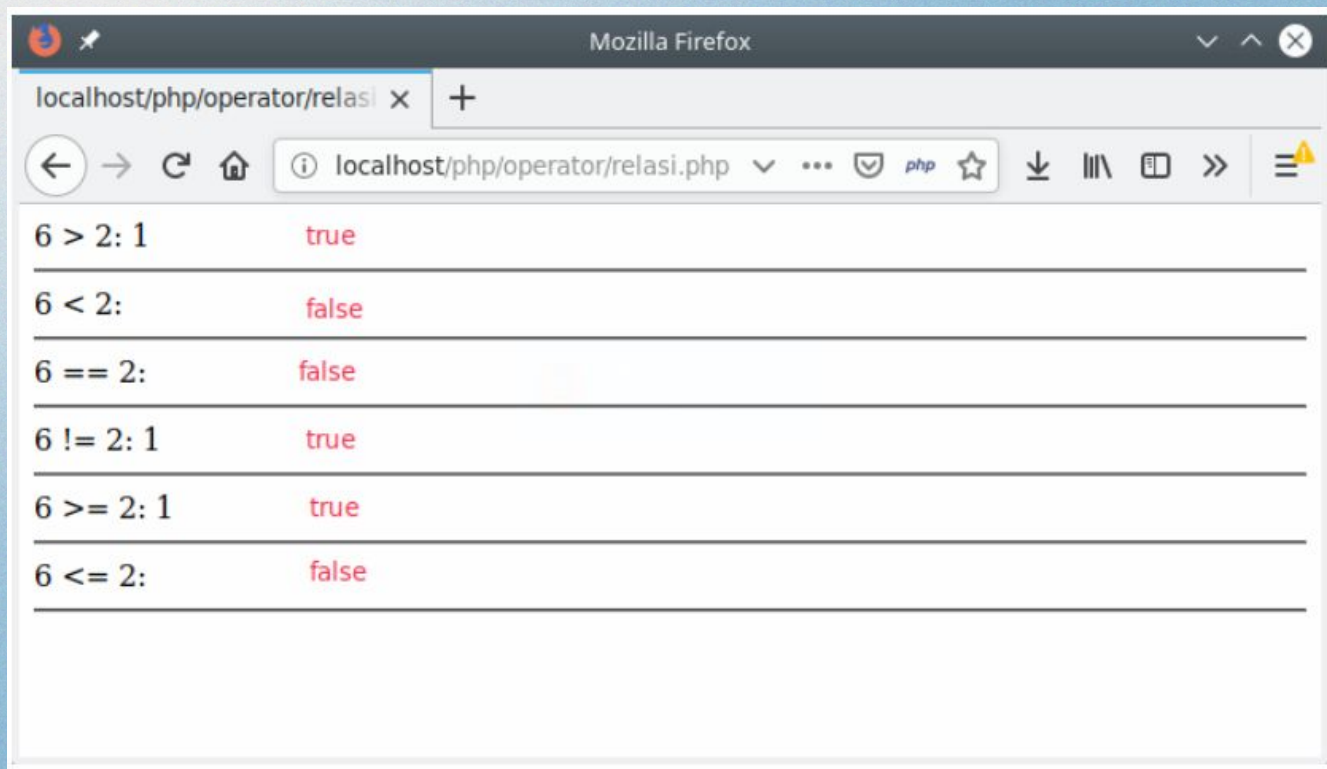 Mozilla Firefox
localhost/php/operator/relasi
localhost/php/operator/relasi.php php
6 > 2: 1 true
6 < 2: false
6 == 2: false
6 != 2: 1 true
6 >= 2: 1 true
6 <= 2: false